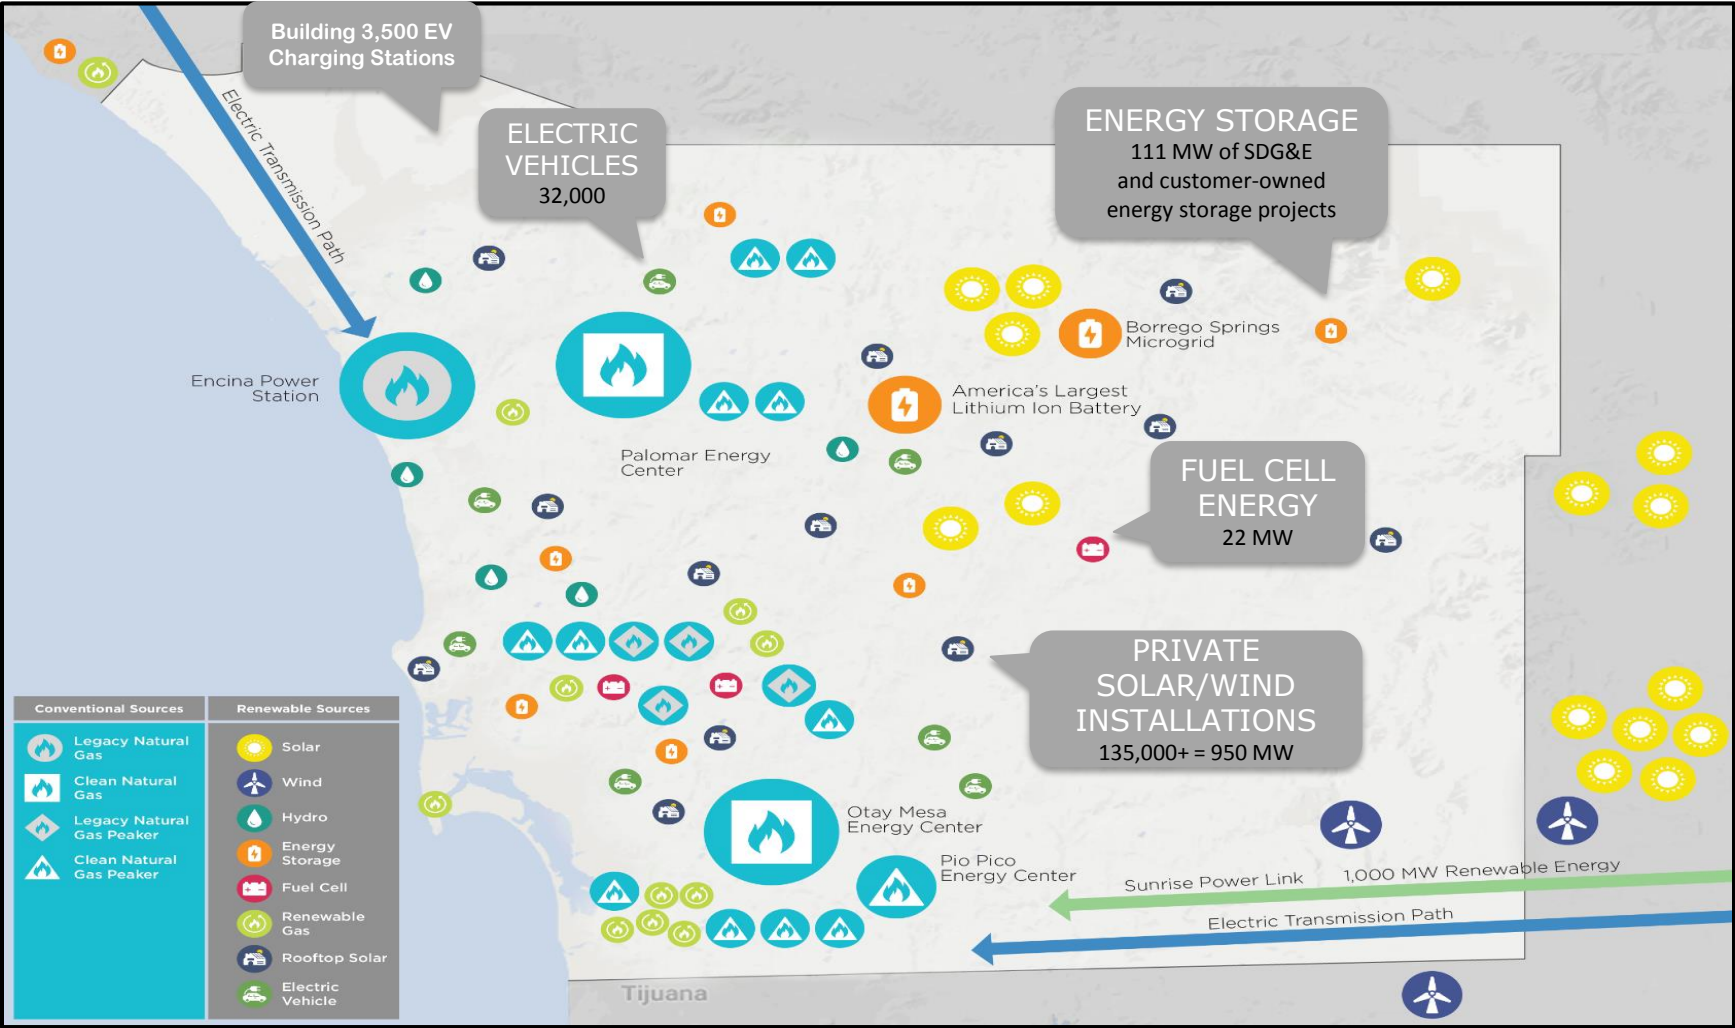 Building 3,500 EV
Charging Stations
Electric Transmission Path
ELECTRIC
VEHICLES
32,000
ENERGY STORAGE
111 MW of SDG&E
and customer-owned
energy storage projects
Borrego Springs
Microgrid
Encina Power
Station
America's Largest
Lithium Ion Battery
Palomar Energy
Center
FUEL CELL
ENERGY
22 MW
PRIVATE
SOLAR/WIND
INSTALLATIONS
135,000+ = 950 MW
Otay Mesa
Energy Center
Pio Pico
Energy Center
Sunrise Power Link 1,000 MW Renewable Energy
Electric Transmission Path
Tijuana
Conventional Sources
Legacy Natural
Gas
Clean Natural
Gas
Legacy Natural
Gas Peaker
Clean Natural
Gas Peaker
Renewable Sources
Solar
Wind
Hydro
Energy
Storage
Fuel Cell
Renewable
Gas
Rooftop Solar
Electric
Vehicle